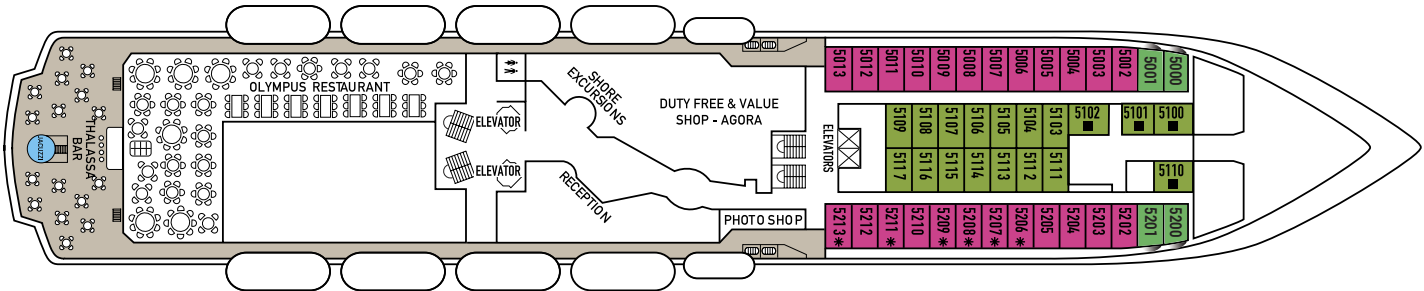 5013 5012 5011 5010 5009 5008 5007 5006 5005 5004 5003 5002 5001 5000
OLYMPUS RESTAURANT
SHORE
EXCURSIONS
DUTY FREE & VALUE
SHOP - AGORA
ELEVATOR
ELEVATORS
5109 5108 5107 5106 5105 5104 5103 5102 5101 5100
THALASSA
BAR
JACUZZI
ELEVATOR
5117 5116 5115 5114 5113 5112 5111 5110
RECEPTION
PHOTO SHOP
5213* 5212 5211* 5210 5209* 5208* 5207* 5206* 5205 5204 5203 5202 5201 5200